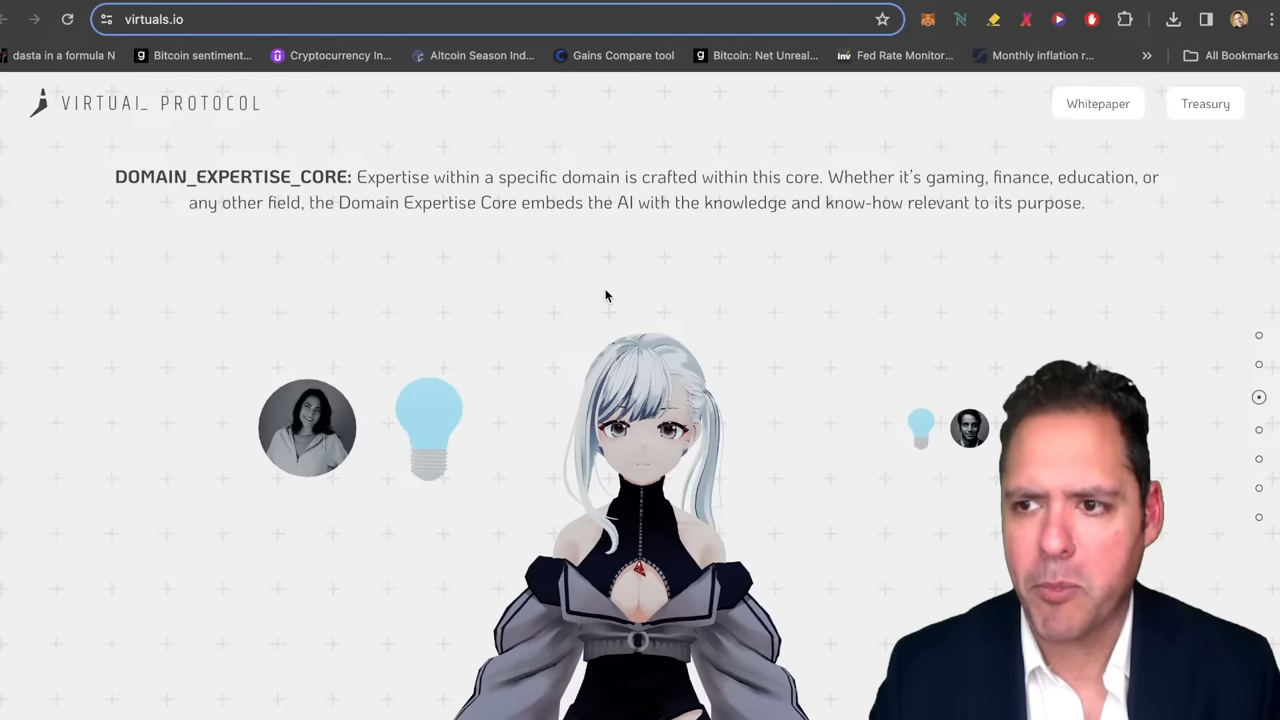 virtuals.io
dasta in a formula N
Bitcoin sentiment...
Cryptocurrency In...
Altcoin Season Ind...
Gains Compare tool
Bitcoin: Net Unreal...
Inv
Fed Rate Monitor...
Monthly inflation r...
»
All Bookmarks
VIRTUAL_ PROTOCOL
Whitepaper
Treasury
DOMAIN_EXPERTISE_CORE: Expertise within a specific domain is crafted within this core. Whether it's gaming, finance, education, or
any other field, the Domain Expertise Core embeds the AI with the knowledge and know-how relevant to its purpose.